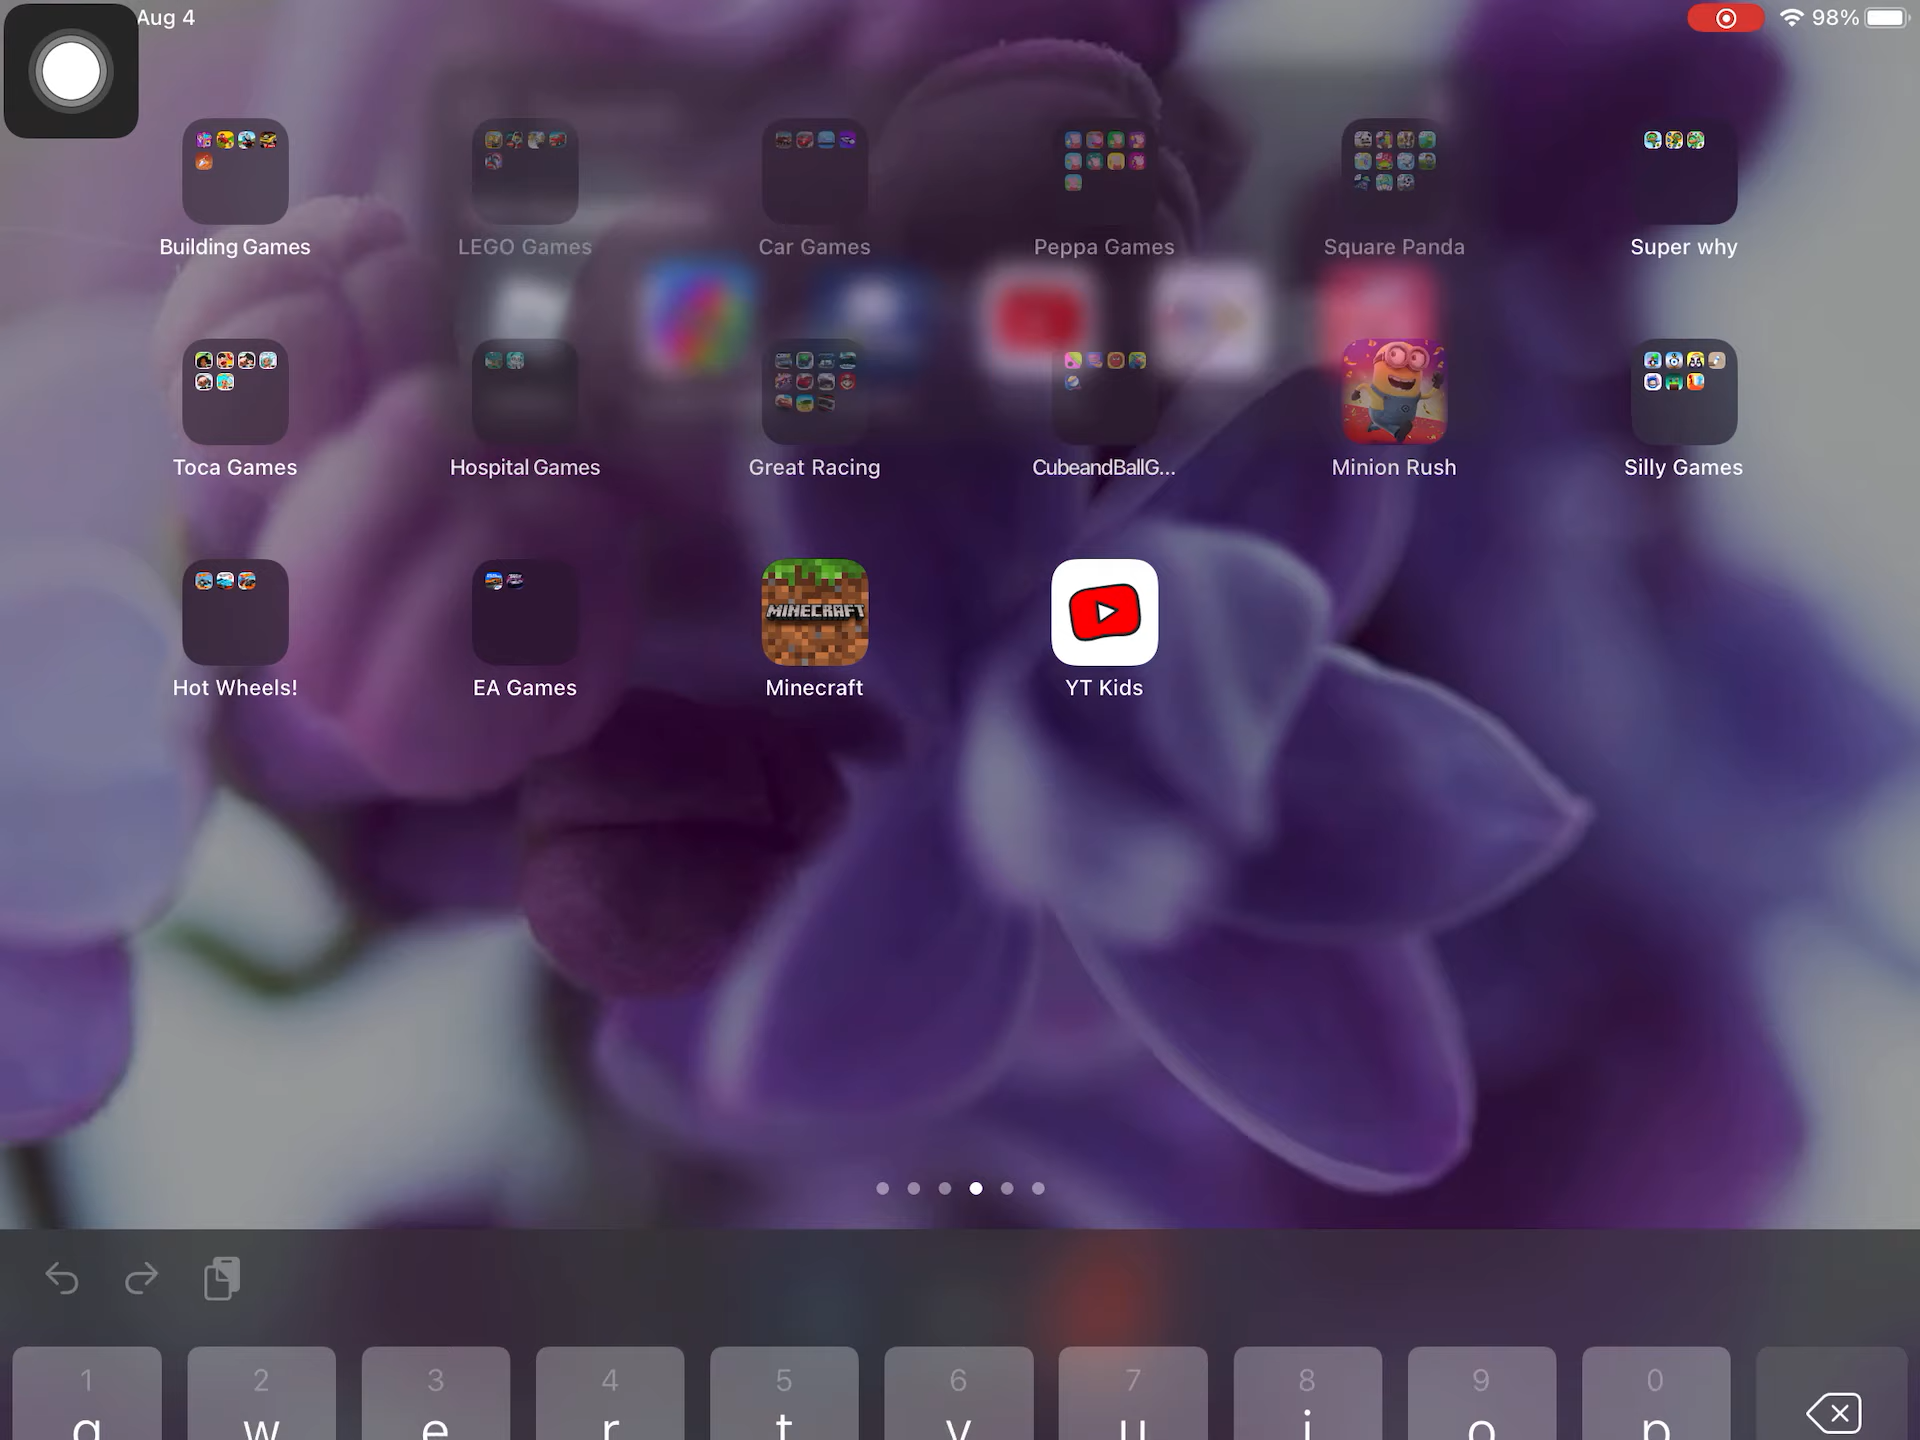 Aug 4
98%
Building Games
LEGO Games
Car Games
Peppa Games
Square Panda
Super why
Toca Games
Hospital Games
Great Racing
CubeandBallG...
Minion Rush
Silly Games
MINECRAFT
Hot Wheels!
EA Games
Minecraft
YT Kids
1 2 3 4 5 6 7 8 9 0
q w e r t y u i o p